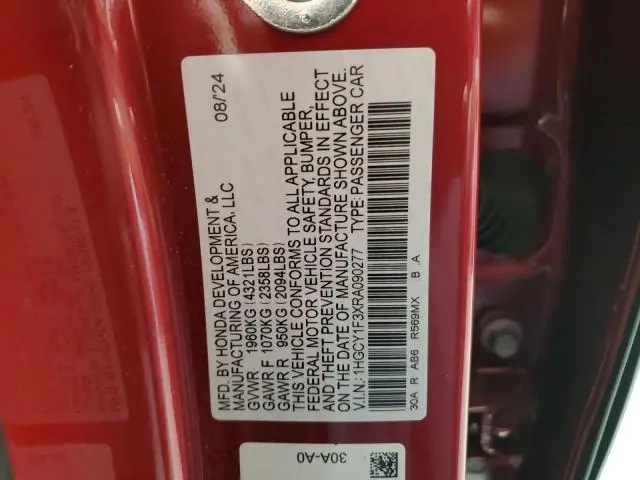 MFD. BY HONDA DEVELOPMENT & 08/'24
MANUFACTURING OF AMERICA, LLC
GVWR 1960KG (4321LBS)
GAWR F 1070KG (2358LBS)
GAWR R 950KG (2094LBS)
THIS VEHICLE CONFORMS TO ALL APPLICABLE
FEDERAL MOTOR VEHICLE SAFETY, BUMPER,
AND THEFT PREVENTION STANDARDS IN EFFECT
ON THE DATE OF MANUFACTURE SHOWN ABOVE.
V.I.N.: 1HGCY1F3XRA090277 TYPE: PASSENGER CAR
30A R AB6 R569MX B A
30A-A0